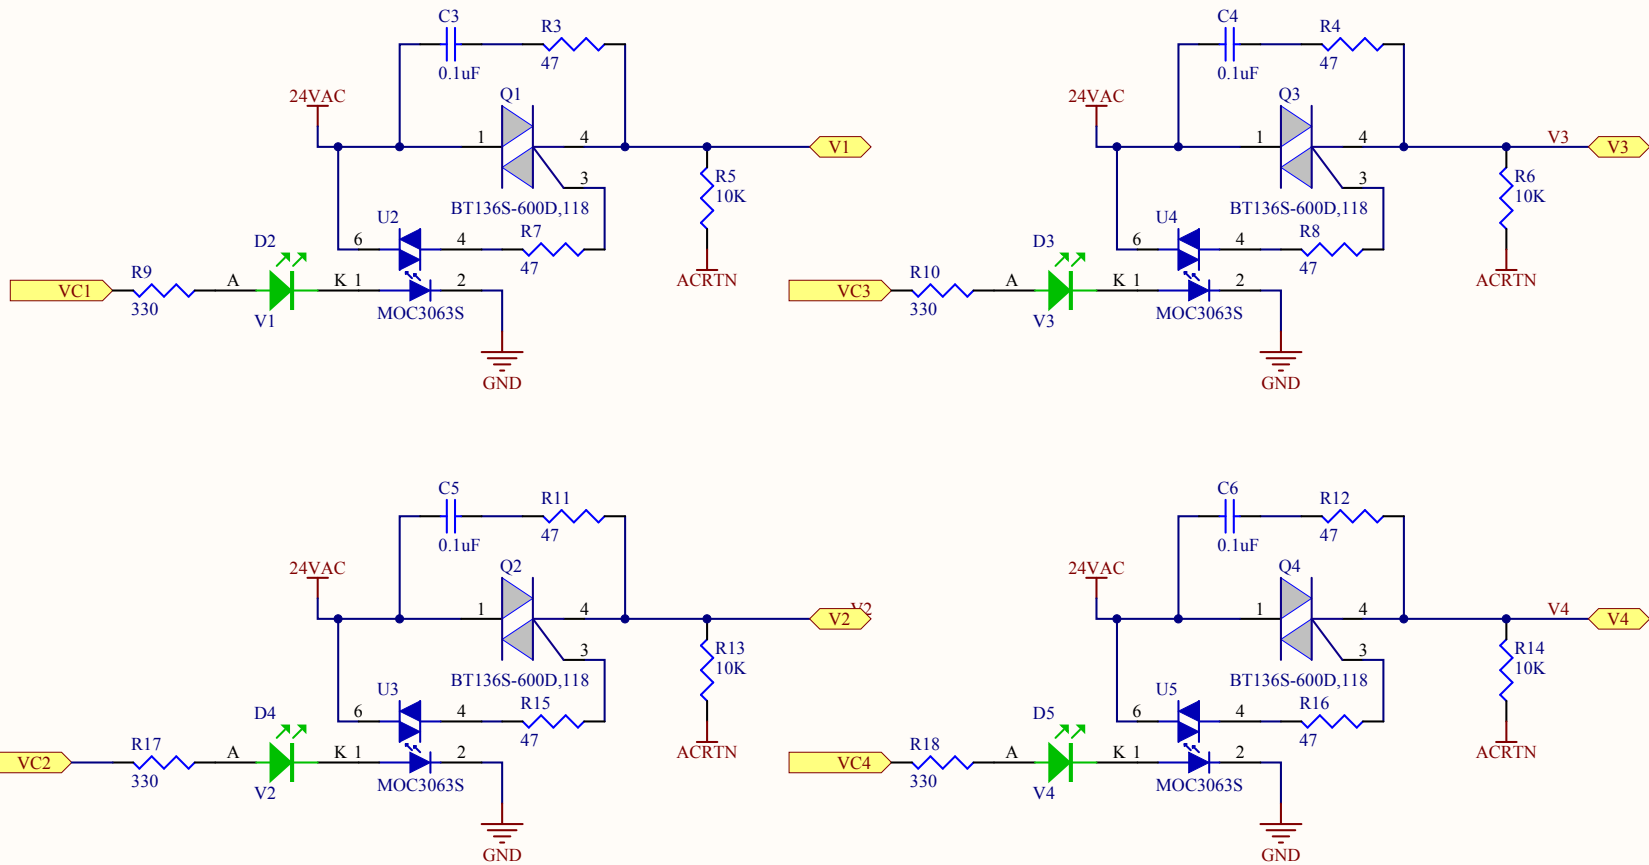 C3
R3
0.1uF
47
24VAC
Q1
1
4
3
V1
BT136S-600D,118
R5
10K
U2
6
4
R7
47
ACRTN
D2
VC1
R9
330
A
K
1
2
V1
MOC3063S
GND
C4
R4
0.1uF
47
24VAC
Q3
1
4
3
V3
V3
BT136S-600D,118
R6
10K
U4
6
4
R8
47
ACRTN
D3
VC3
R10
330
A
K
1
2
V3
MOC3063S
GND
C5
R11
0.1uF
47
24VAC
Q2
1
4
3
V2
V2
BT136S-600D,118
R13
10K
U3
6
4
R15
47
ACRTN
D4
VC2
R17
330
A
K
1
2
V2
MOC3063S
GND
C6
R12
0.1uF
47
24VAC
Q4
1
4
3
V4
V4
BT136S-600D,118
R14
10K
U5
6
4
R16
47
ACRTN
D5
VC4
R18
330
A
K
1
2
V4
MOC3063S
GND